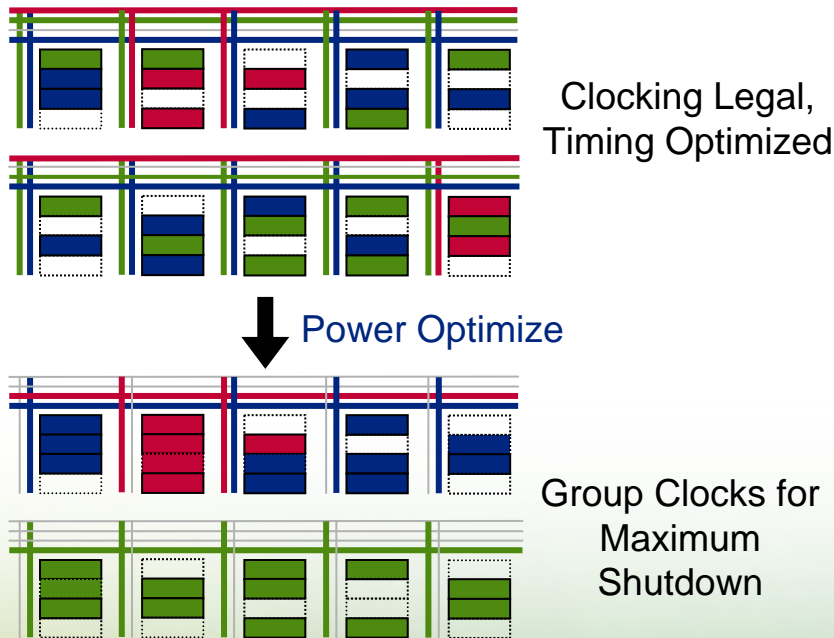 Clocking Legal,
Timing Optimized
Power Optimize
Group Clocks for
Maximum
Shutdown